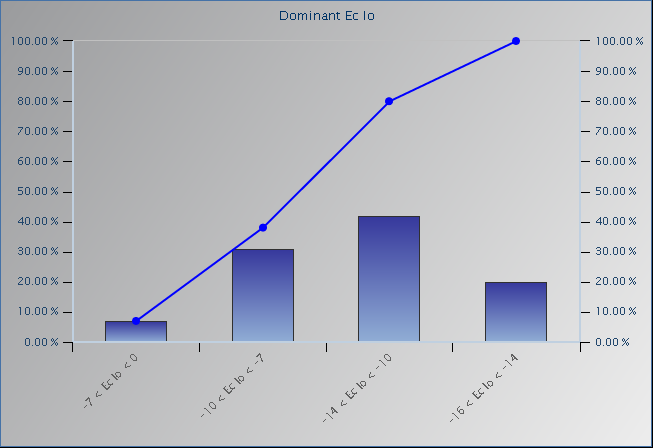 Dominant Ec Io
100.00 % 100.00 %
90.00 % 90.00 %
80.00 % 80.00 %
70.00 % 70.00 %
60.00 % 60.00 %
50.00 % 50.00 %
40.00 % 40.00 %
30.00 % 30.00 %
20.00 % 20.00 %
10.00 % 10.00 %
0.00 % 0.00 %
-7 < Ec Io < 0
-10 < Ec Io < -7
-14 < Ec Io < -10
-16 < Ec Io < -14